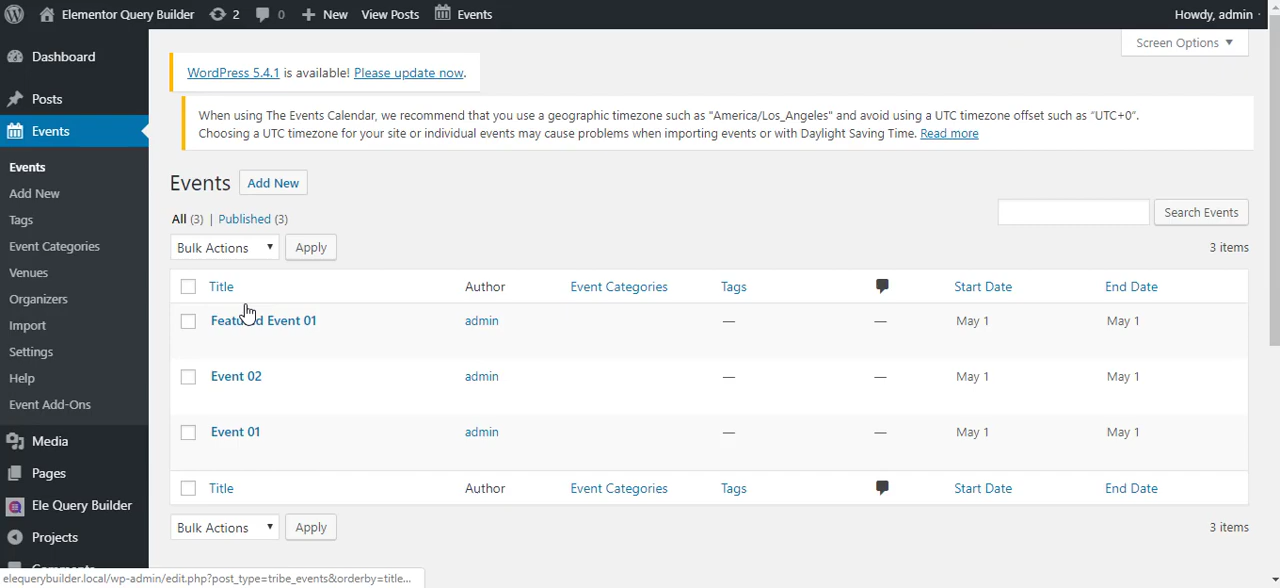 Elementor Query Builder 2 0 New View Posts Events Howdy, admin
Screen Options
Dashboard
Posts
Events
Events
Add New
Tags
Event Categories
Venues
Organizers
Import
Settings
Help
Event Add-Ons
Media
Pages
Ele Query Builder
Projects
WordPress 5.4.1 is available! Please update now.
When using The Events Calendar, we recommend that you use a geographic timezone such as "America/Los_Angeles" and avoid using a UTC timezone offset such as "UTC+0".
Choosing a UTC timezone for your site or individual events may cause problems when importing events or with Daylight Saving Time. Read more
Events Add New
All (3) | Published (3)
Search Events
Bulk Actions Apply 3 items
Title Author Event Categories Tags Start Date End Date
Featured Event 01 admin — — May 1 May 1
Event 02 admin — — May 1 May 1
Event 01 admin — — May 1 May 1
Title Author Event Categories Tags Start Date End Date
Bulk Actions Apply 3 items
elequerybuilder.local/wp-admin/edit.php?post_type=tribe_events&orderby=title...